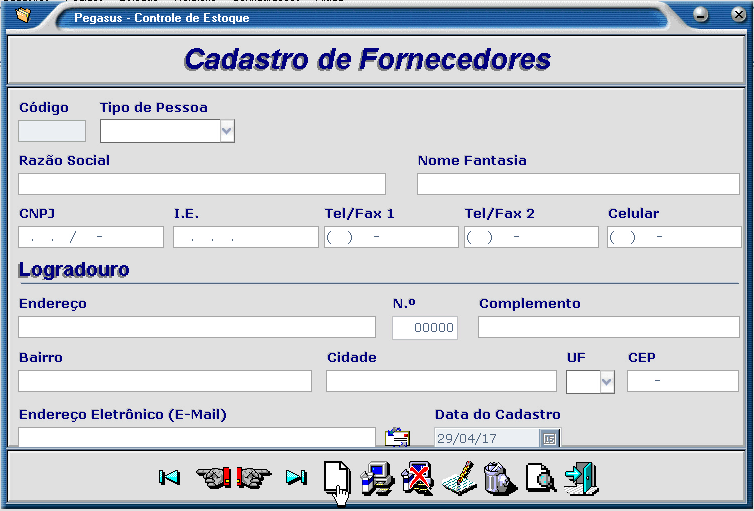 Pegasus - Controle de Estoque
Cadastro de Fornecedores
Código Tipo de Pessoa
Razão Social Nome Fantasia
CNPJ I.E. Tel/Fax 1 Tel/Fax 2 Celular
. . / - . . . ( ) - ( ) - ( ) -
Logradouro
Endereço N.º Complemento
00000
Bairro Cidade UF CEP
-
Endereço Eletrônico (E-Mail) Data do Cadastro
29/04/17